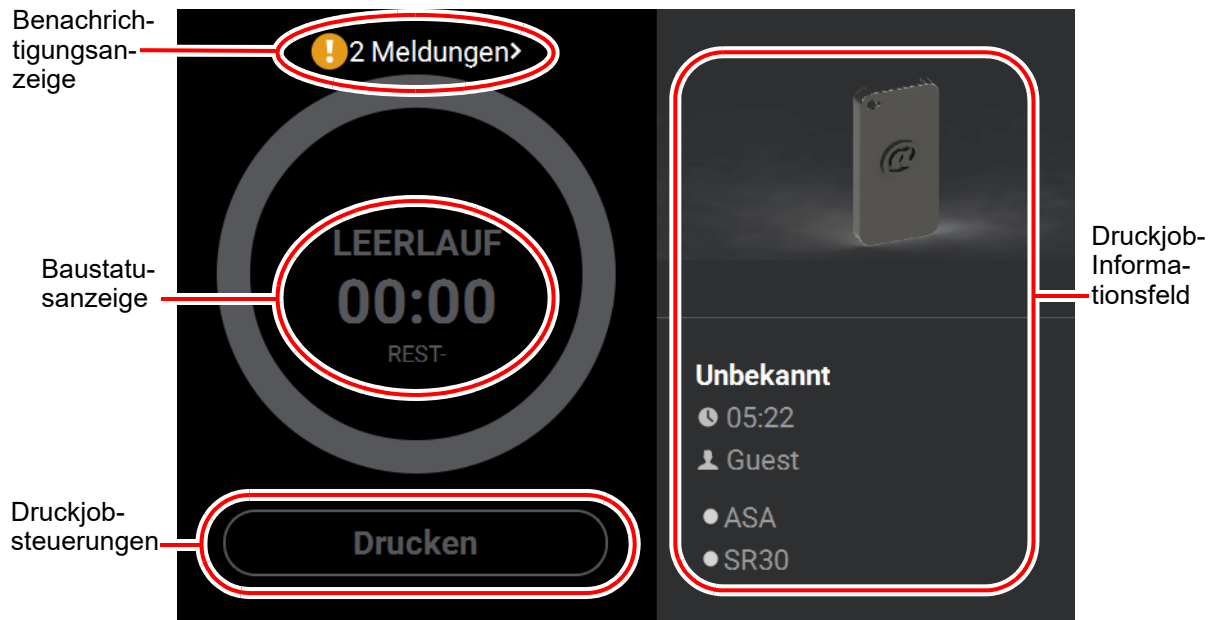 Benachrich-
tigungsan-
zeige
2 Meldungen>
LEERLAUF
00:00
REST-
Baustatu-
sanzeige
Druckjob-
steuerungen
Drucken
@
Unbekannt
05:22
Guest
ASA
SR30
Druckjob-
Informa-
tionsfeld